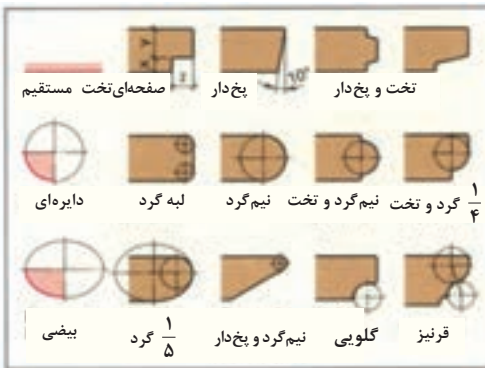 Y
X
z
10°
تخت و پخ‌دار
پخ‌دار
صفحه‌ای تخت مستقیم
۱/۴ گرد و تخت
نیم‌گرد و تخت
نیم‌گرد
لبه گرد
دایره‌ای
قرنیز
گلویی
نیم‌گرد و پخ‌دار
۱/۵ گرد
بیضی